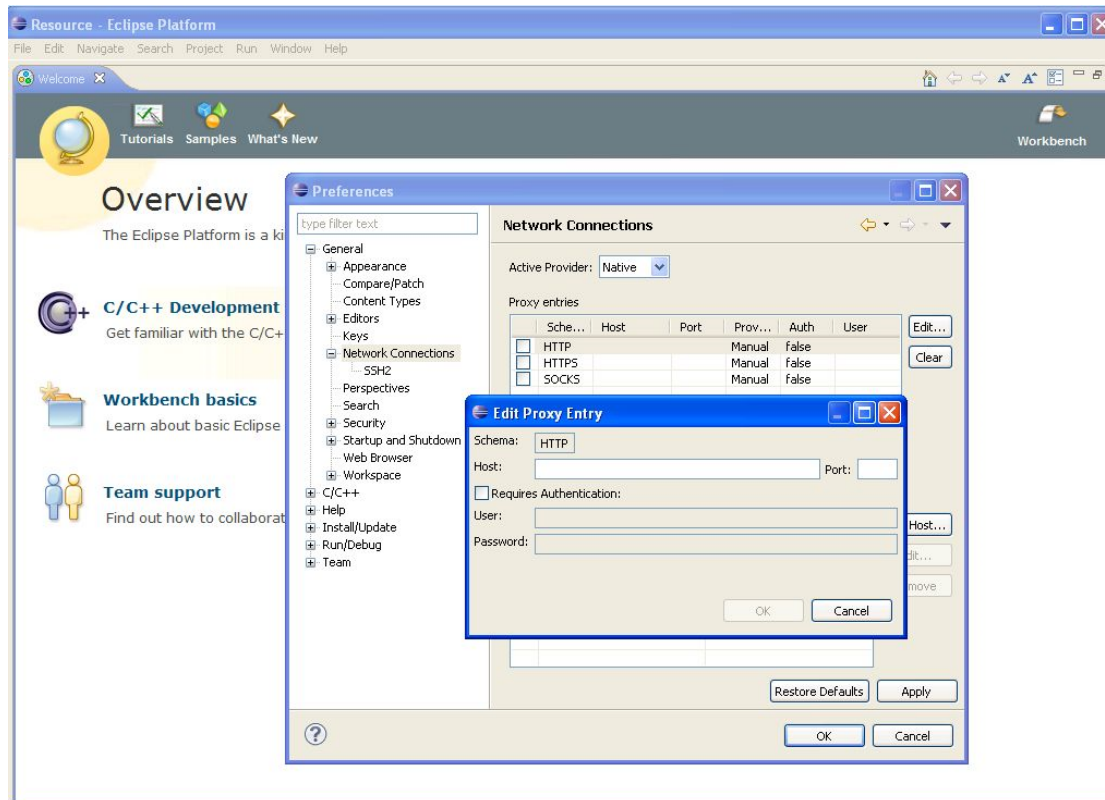 Resource - Eclipse Platform
File Edit Navigate Search Project Run Window Help
Welcome
Tutorials Samples What's New
Workbench
Overview
The Eclipse Platform is a ki
C/C++ Development
Get familiar with the C/C+
Workbench basics
Learn about basic Eclipse
Team support
Find out how to collaborat
Preferences
type filter text
General
Appearance
Compare/Patch
Content Types
Editors
Keys
Network Connections
SSH2
Perspectives
Search
Security
Startup and Shutdown
Web Browser
Workspace
C/C++
Help
Install/Update
Run/Debug
Team
Network Connections
Active Provider: Native
Proxy entries
Sche... Host Port Prov... Auth User
HTTP Manual false
HTTPS Manual false
SOCKS Manual false
Edit...
Clear
Host...
dit...
move
Restore Defaults Apply
OK Cancel
Edit Proxy Entry
Schema: HTTP
Host: Port:
Requires Authentication:
User:
Password:
OK Cancel